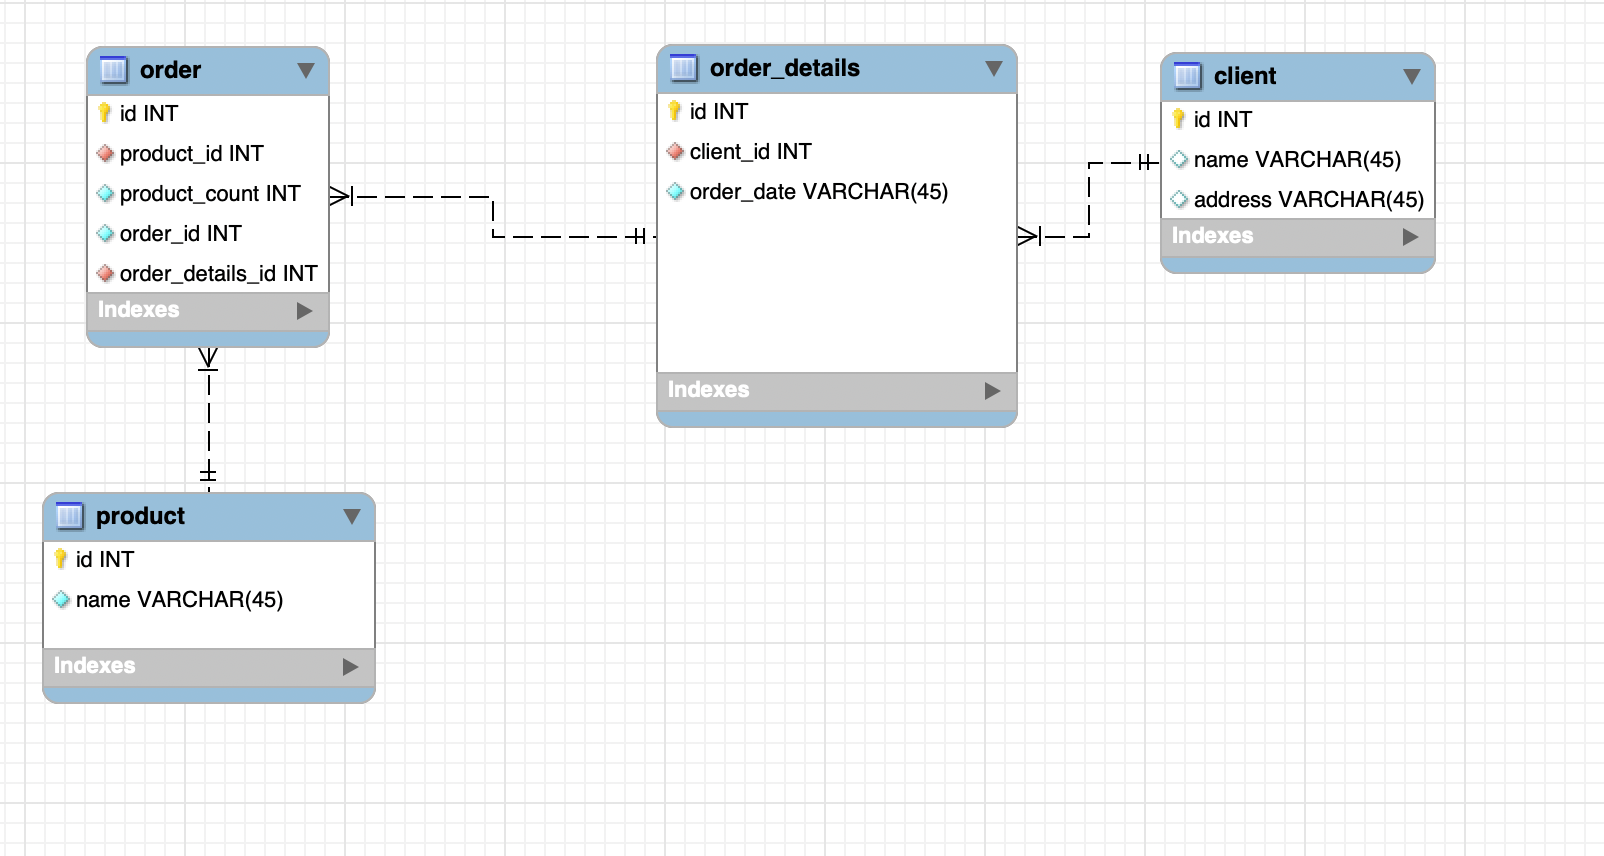 order
id INT
product_id INT
product_count INT
order_id INT
order_details_id INT
Indexes
order_details
id INT
client_id INT
order_date VARCHAR(45)
Indexes
client
id INT
name VARCHAR(45)
address VARCHAR(45)
Indexes
product
id INT
name VARCHAR(45)
Indexes